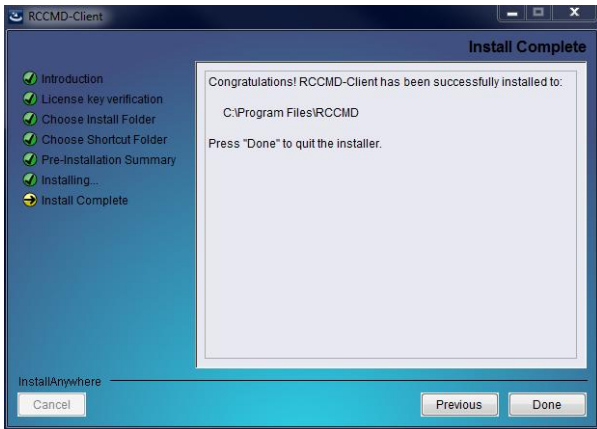 RCCMD-Client
Install Complete
Introduction
License key verification
Choose Install Folder
Choose Shortcut Folder
Pre-Installation Summary
Installing...
Install Complete
Congratulations! RCCMD-Client has been successfully installed to:
C:\Program Files\RCCMD
Press "Done" to quit the installer.
InstallAnywhere
Cancel
Previous
Done